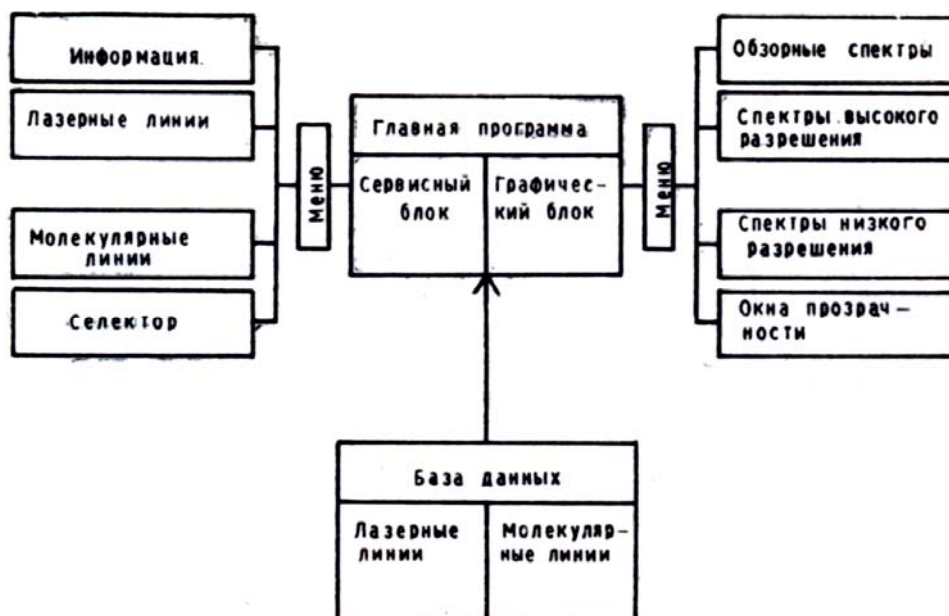 Информация.
Лазерные линии
Молекулярные
линии
Селектор
Меню
Главная программа
Сервисный
блок
Графичес-
кий блок
Меню
Обзорные спектры
Спектры высокого
разрешения
Спектры низкого
разрешения
Окна прозрач-
ности
База данных
Лазерные
линии
Молекуляр-
ные линии